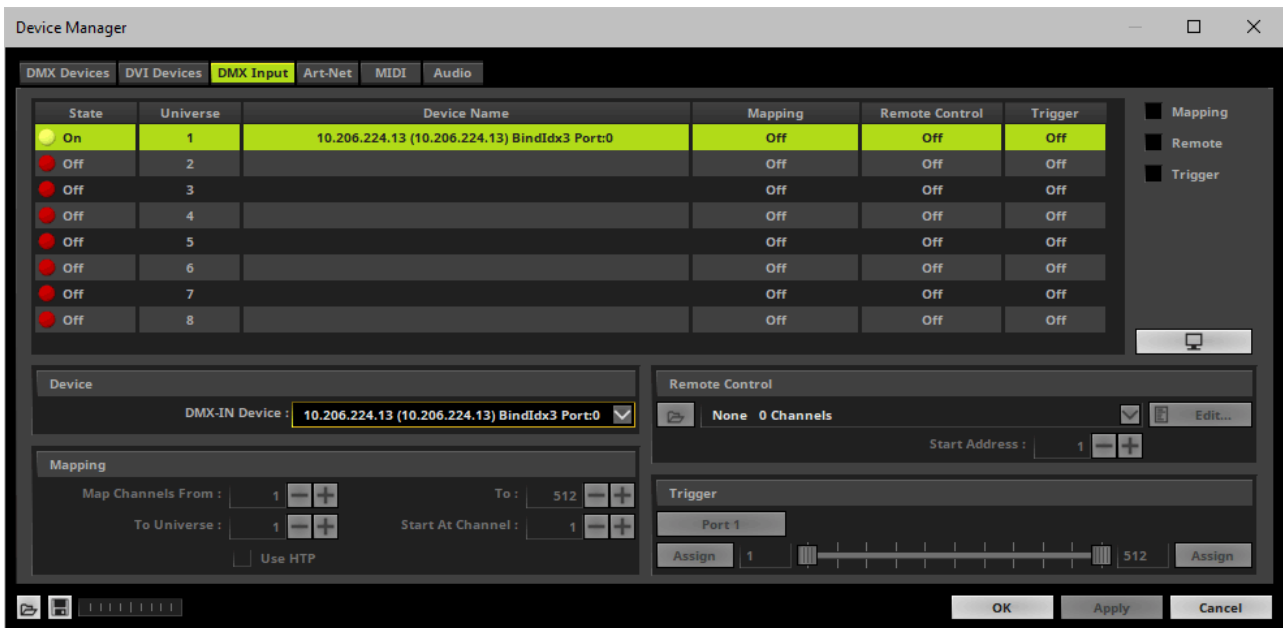 Device Manager
DMX Devices DVI Devices DMX Input Art-Net MIDI Audio
State Universe Device Name Mapping Remote Control Trigger
On 1 10.206.224.13 (10.206.224.13) BindIdx3 Port:0 Off Off Off
Off 2 Off Off Off
Off 3 Off Off Off
Off 4 Off Off Off
Off 5 Off Off Off
Off 6 Off Off Off
Off 7 Off Off Off
Off 8 Off Off Off
Mapping
Remote
Trigger
Device
DMX-IN Device : 10.206.224.13 (10.206.224.13) BindIdx3 Port:0
Mapping
Map Channels From : 1 To : 512
To Universe : 1 Start At Channel : 1
Use HTP
Remote Control
None 0 Channels Edit...
Start Address : 1
Trigger
Port 1
Assign 1 512 Assign
OK Apply Cancel